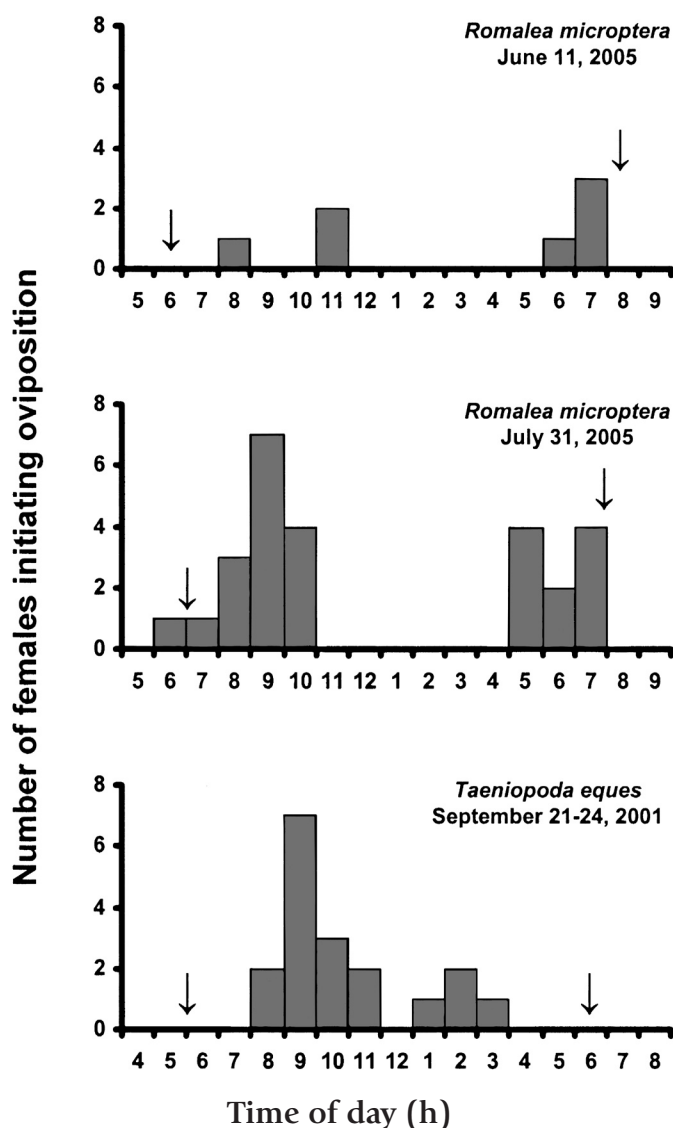 Number of females initiating oviposition
Romalea microptera
June 11, 2005
8
6
4
2
0
5 6 7 8 9 10 11 12 1 2 3 4 5 6 7 8 9
Romalea microptera
July 31, 2005
8
6
4
2
0
5 6 7 8 9 10 11 12 1 2 3 4 5 6 7 8 9
Taeniopoda eques
September 21-24, 2001
8
6
4
2
0
4 5 6 7 8 9 10 11 12 1 2 3 4 5 6 7 8
Time of day (h)